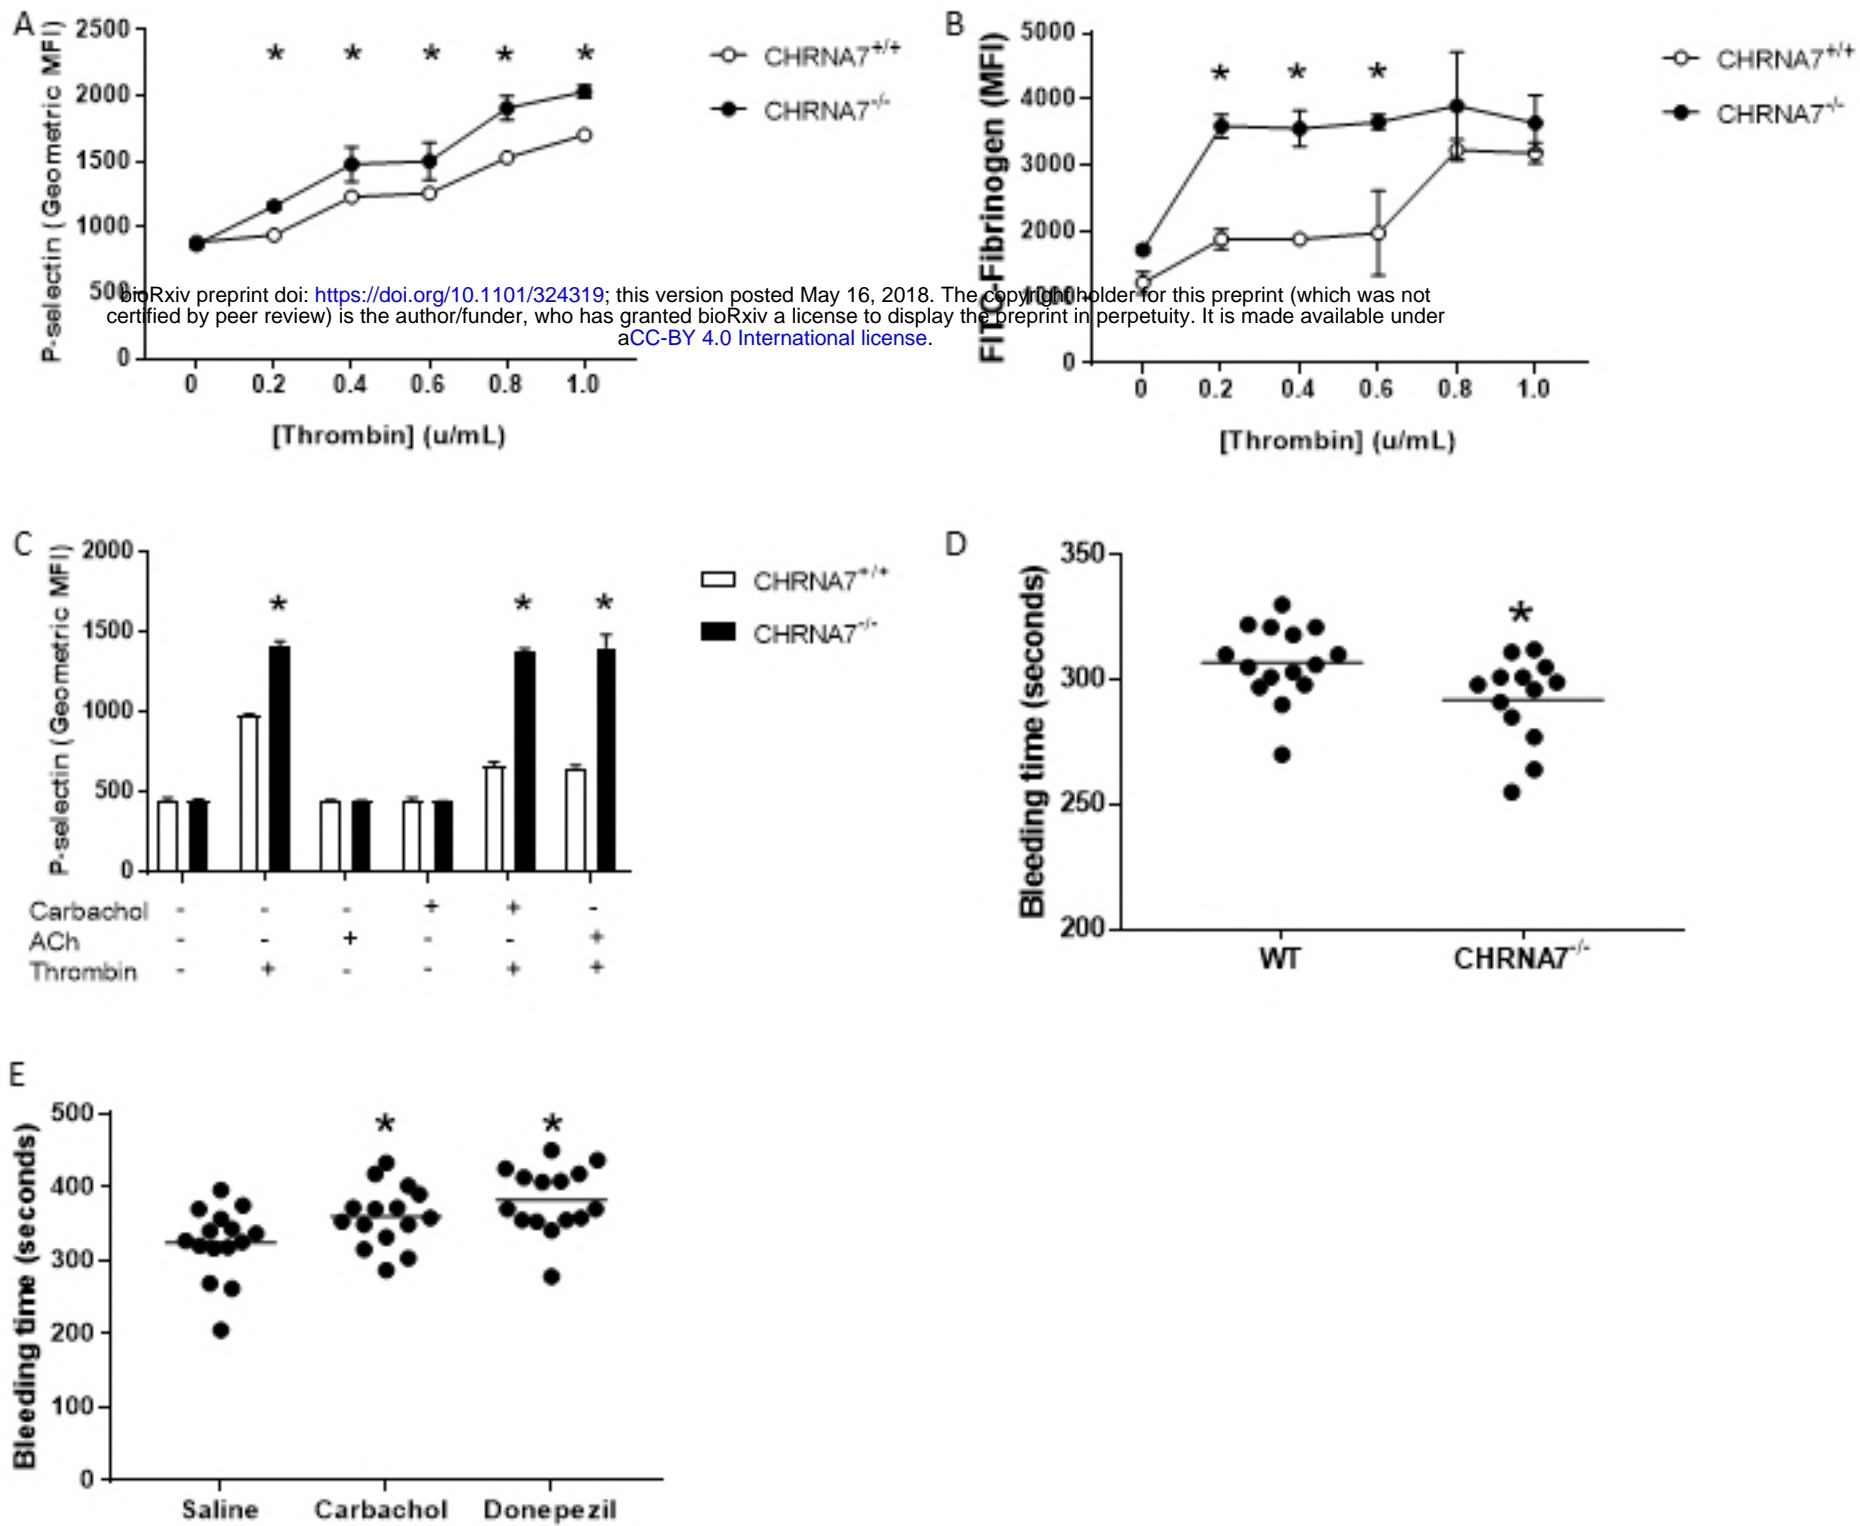 A
P-selectin (Geometric MFI)
2500
2000
1500
1000
500
0
0 0.2 0.4 0.6 0.8 1.0
[Thrombin] (u/mL)
* * * * *
CHRNA7+/+
CHRNA7-/-
B
FITC-Fibrinogen (MFI)
5000
4000
3000
2000
1000
0
0 0.2 0.4 0.6 0.8 1.0
[Thrombin] (u/mL)
* * *
CHRNA7+/+
CHRNA7-/-
bioRxiv preprint doi: https://doi.org/10.1101/324319; this version posted May 16, 2018. The copyright holder for this preprint (which was not
certified by peer review) is the author/funder, who has granted bioRxiv a license to display the preprint in perpetuity. It is made available under
aCC-BY 4.0 International license.
C
P-selectin (Geometric MFI)
2000
1500
1000
500
0
* * *
CHRNA7+/+
CHRNA7-/-
Carbachol - - - + + -
ACh - - + - - +
Thrombin - + - - + +
D
Bleeding time (seconds)
350
300
250
200
*
WT CHRNA7-/-
E
Bleeding time (seconds)
500
400
300
200
100
0
* *
Saline Carbachol Donepezil